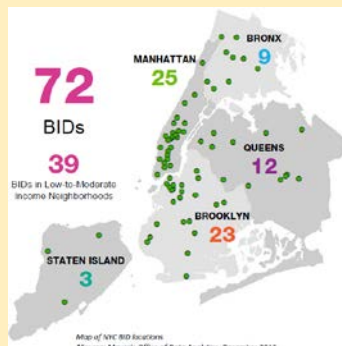 72
BIDs
39
BIDs in Low-to-Moderate
Income Neighborhoods
BRONX
9
MANHATTAN
25
QUEENS
12
BROOKLYN
23
STATEN ISLAND
3
Map of NYC BID locations